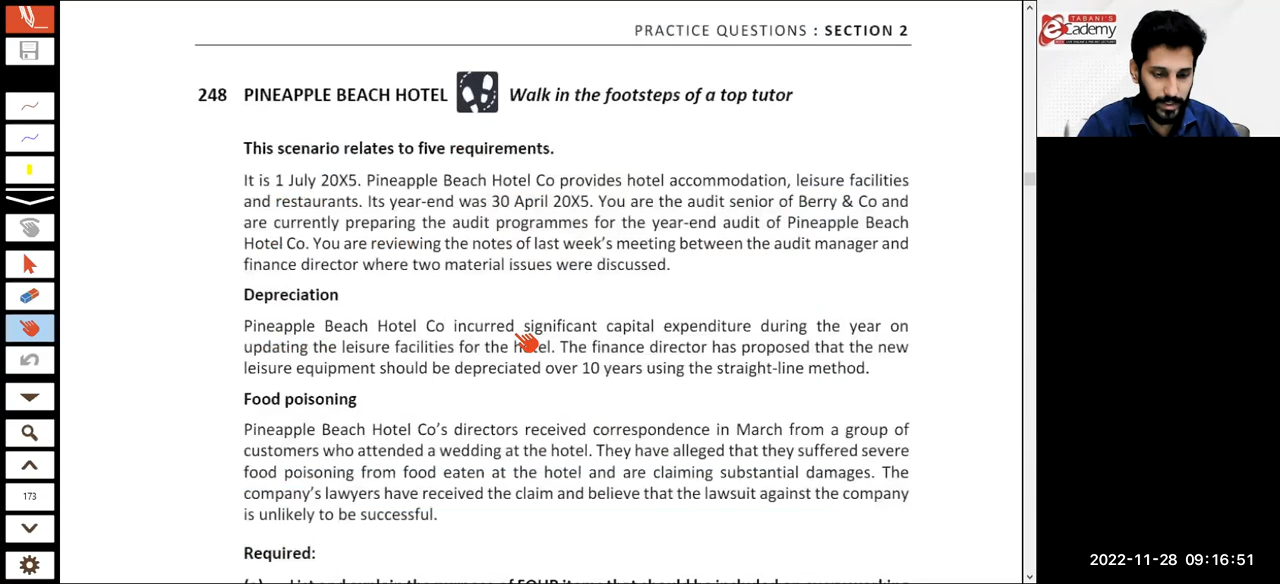 PRACTICE QUESTIONS : SECTION 2
TABANI'S
eCademy
248 PINEAPPLE BEACH HOTEL Walk in the footsteps of a top tutor
This scenario relates to five requirements.
It is 1 July 20X5. Pineapple Beach Hotel Co provides hotel accommodation, leisure facilities
and restaurants. Its year-end was 30 April 20X5. You are the audit senior of Berry & Co and
are currently preparing the audit programmes for the year-end audit of Pineapple Beach
Hotel Co. You are reviewing the notes of last week's meeting between the audit manager and
finance director where two material issues were discussed.
Depreciation
Pineapple Beach Hotel Co incurred significant capital expenditure during the year on
updating the leisure facilities for the hotel. The finance director has proposed that the new
leisure equipment should be depreciated over 10 years using the straight-line method.
Food poisoning
Pineapple Beach Hotel Co's directors received correspondence in March from a group of
customers who attended a wedding at the hotel. They have alleged that they suffered severe
food poisoning from food eaten at the hotel and are claiming substantial damages. The
company's lawyers have received the claim and believe that the lawsuit against the company
is unlikely to be successful.
Required:
173
2022-11-28 09:16:51